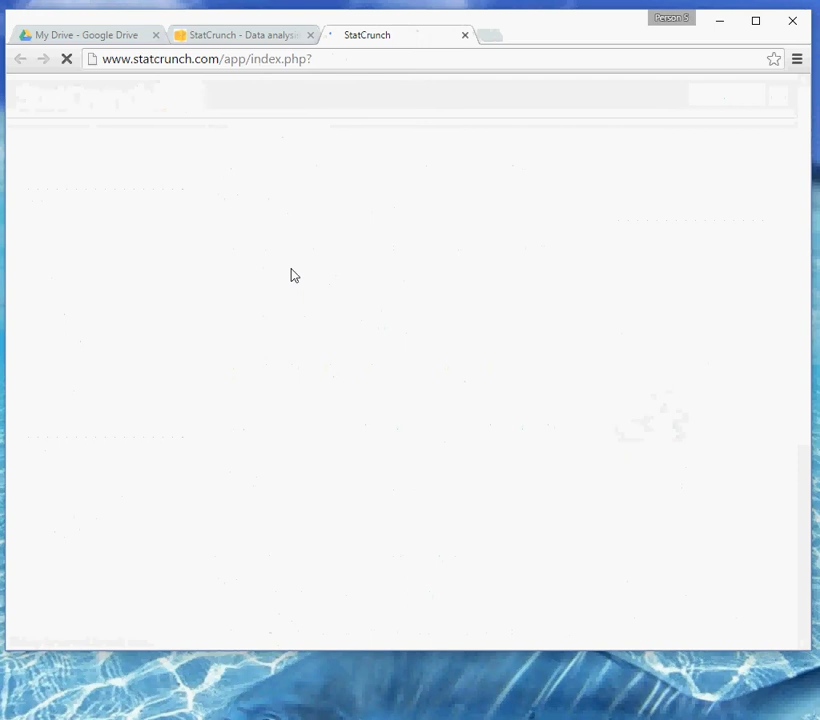 Person 5
My Drive - Google Drive
StatCrunch - Data analysis
StatCrunch
www.statcrunch.com/app/index.php?